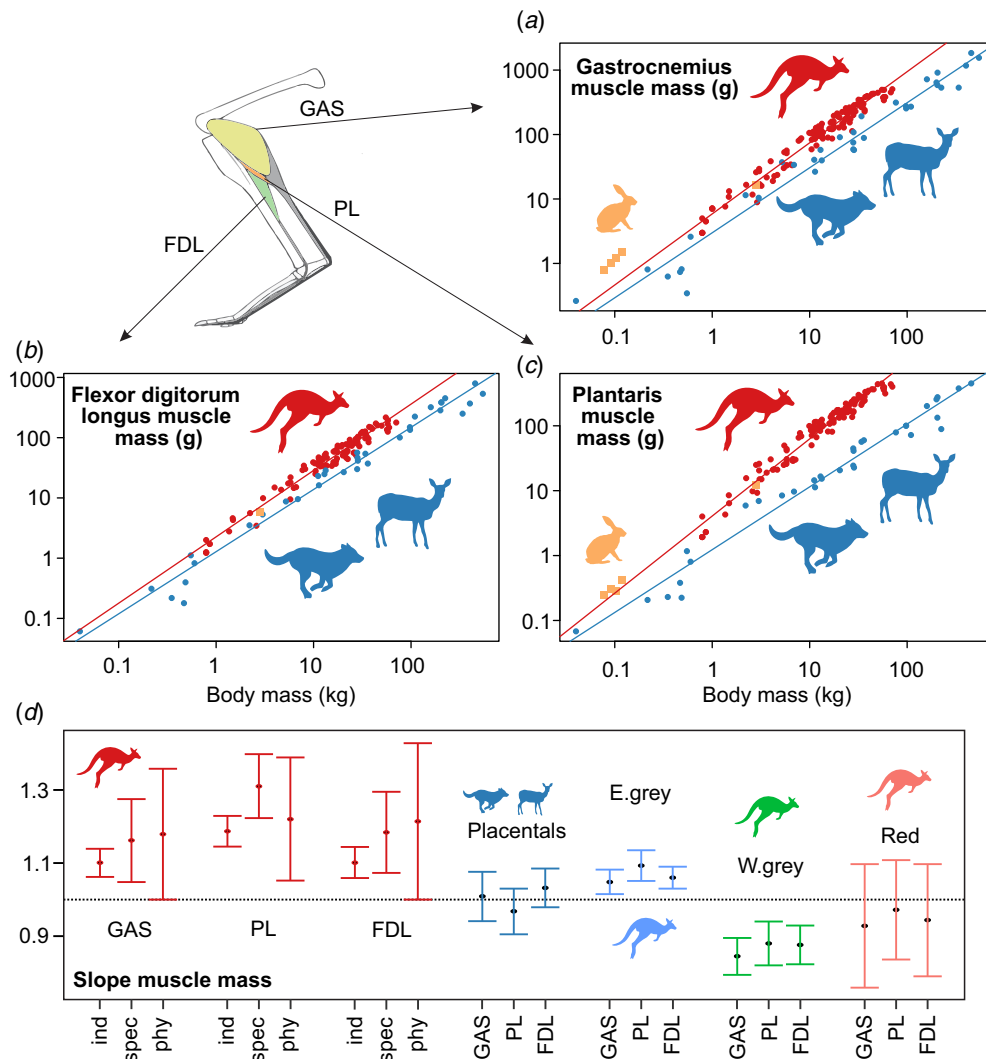 GAS
PL
FDL
(a)
Gastrocnemius
muscle mass (g)
1000
100
10
1
0.1
1
10
100
(b)
Flexor digitorum
longus muscle
mass (g)
1000
100
10
1
0.1
0.1
1
10
100
Body mass (kg)
(c)
Plantaris
muscle
mass (g)
100
10
1
0.1
0.1
1
10
100
Body mass (kg)
(d)
1.3
1.1
0.9
GAS
PL
FDL
Placentals
E.grey
W.grey
Red
Slope muscle mass
ind
spec
phy
ind
spec
phy
ind
spec
phy
GAS
PL
FDL
GAS
PL
FDL
GAS
PL
FDL
GAS
PL
FDL